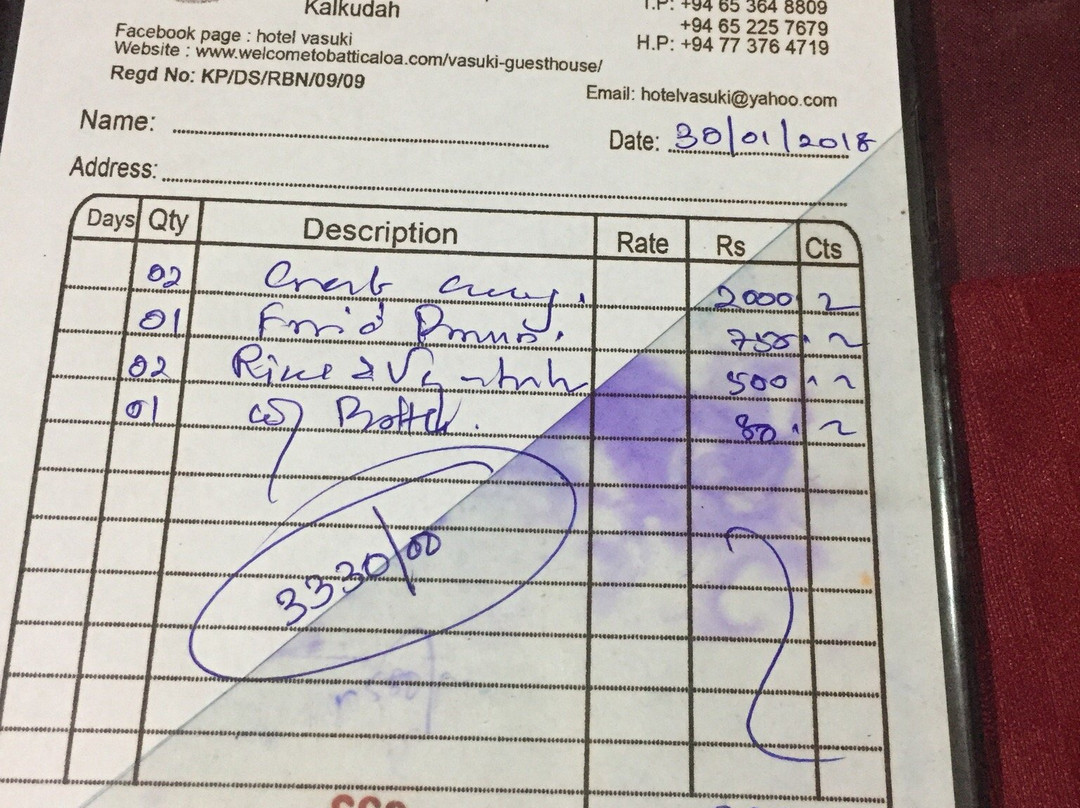 Kalkudah
T.P: +94 65 364 8809
+94 65 225 7679
H.P: +94 77 376 4719
Facebook page : hotel vasuki
Website : www.welcometobatticaloa.com/vasuki-guesthouse/
Regd No: KP/DS/RBN/09/09
Email: hotelvasuki@yahoo.com
Name:
Date: 30/01/2018
Address:
Days Qty Description Rate Rs Cts
02 Crab Curry. 2000
01 Frid Prawns. 750
02 Rice & 500
01 Bottle. 80
3330/00